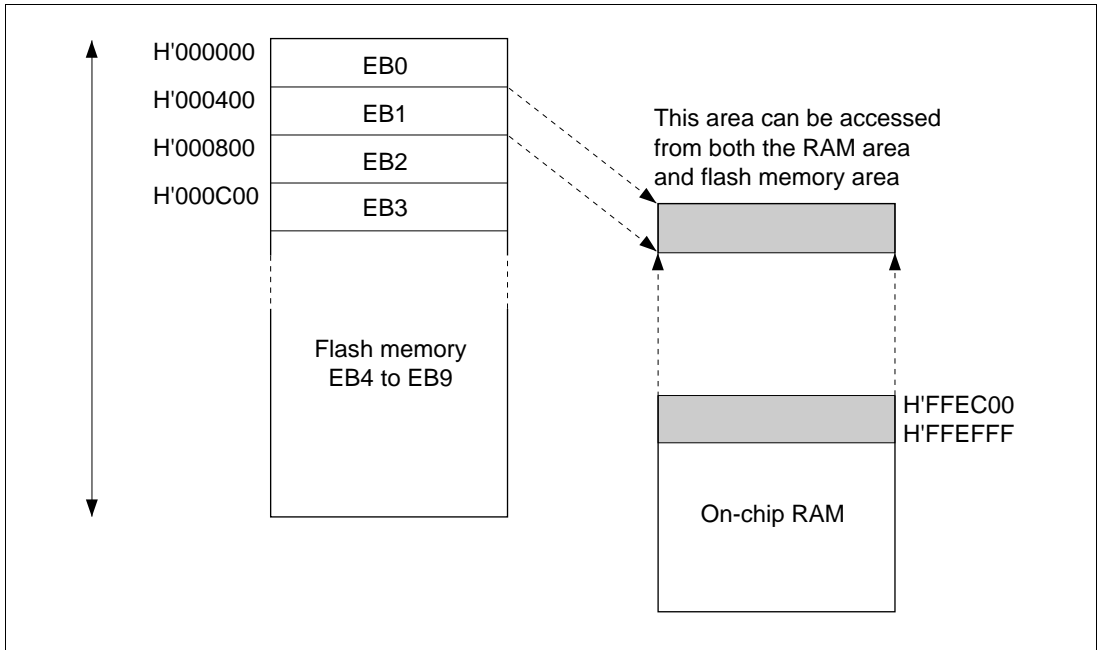 H'000000
EB0
H'000400
EB1
H'000800
EB2
H'000C00
EB3
Flash memory
EB4 to EB9
This area can be accessed
from both the RAM area
and flash memory area
H'FFEC00
H'FFEFFF
On-chip RAM